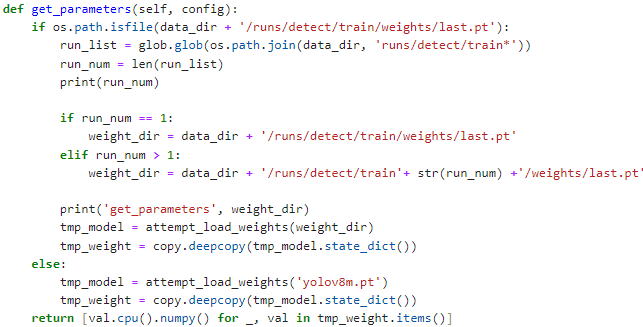 def get_parameters(self, config):
    if os.path.isfile(data_dir + '/runs/detect/train/weights/last.pt'):
        run_list = glob.glob(os.path.join(data_dir, 'runs/detect/train*'))
        run_num = len(run_list)
        print(run_num)

        if run_num == 1:
            weight_dir = data_dir + '/runs/detect/train/weights/last.pt'
        elif run_num > 1:
            weight_dir = data_dir + '/runs/detect/train'+ str(run_num) +'/weights/last.pt'

        print('get_parameters', weight_dir)
        tmp_model = attempt_load_weights(weight_dir)
        tmp_weight = copy.deepcopy(tmp_model.state_dict())
    else:
        tmp_model = attempt_load_weights('yolov8m.pt')
        tmp_weight = copy.deepcopy(tmp_model.state_dict())
    return [val.cpu().numpy() for _, val in tmp_weight.items()]